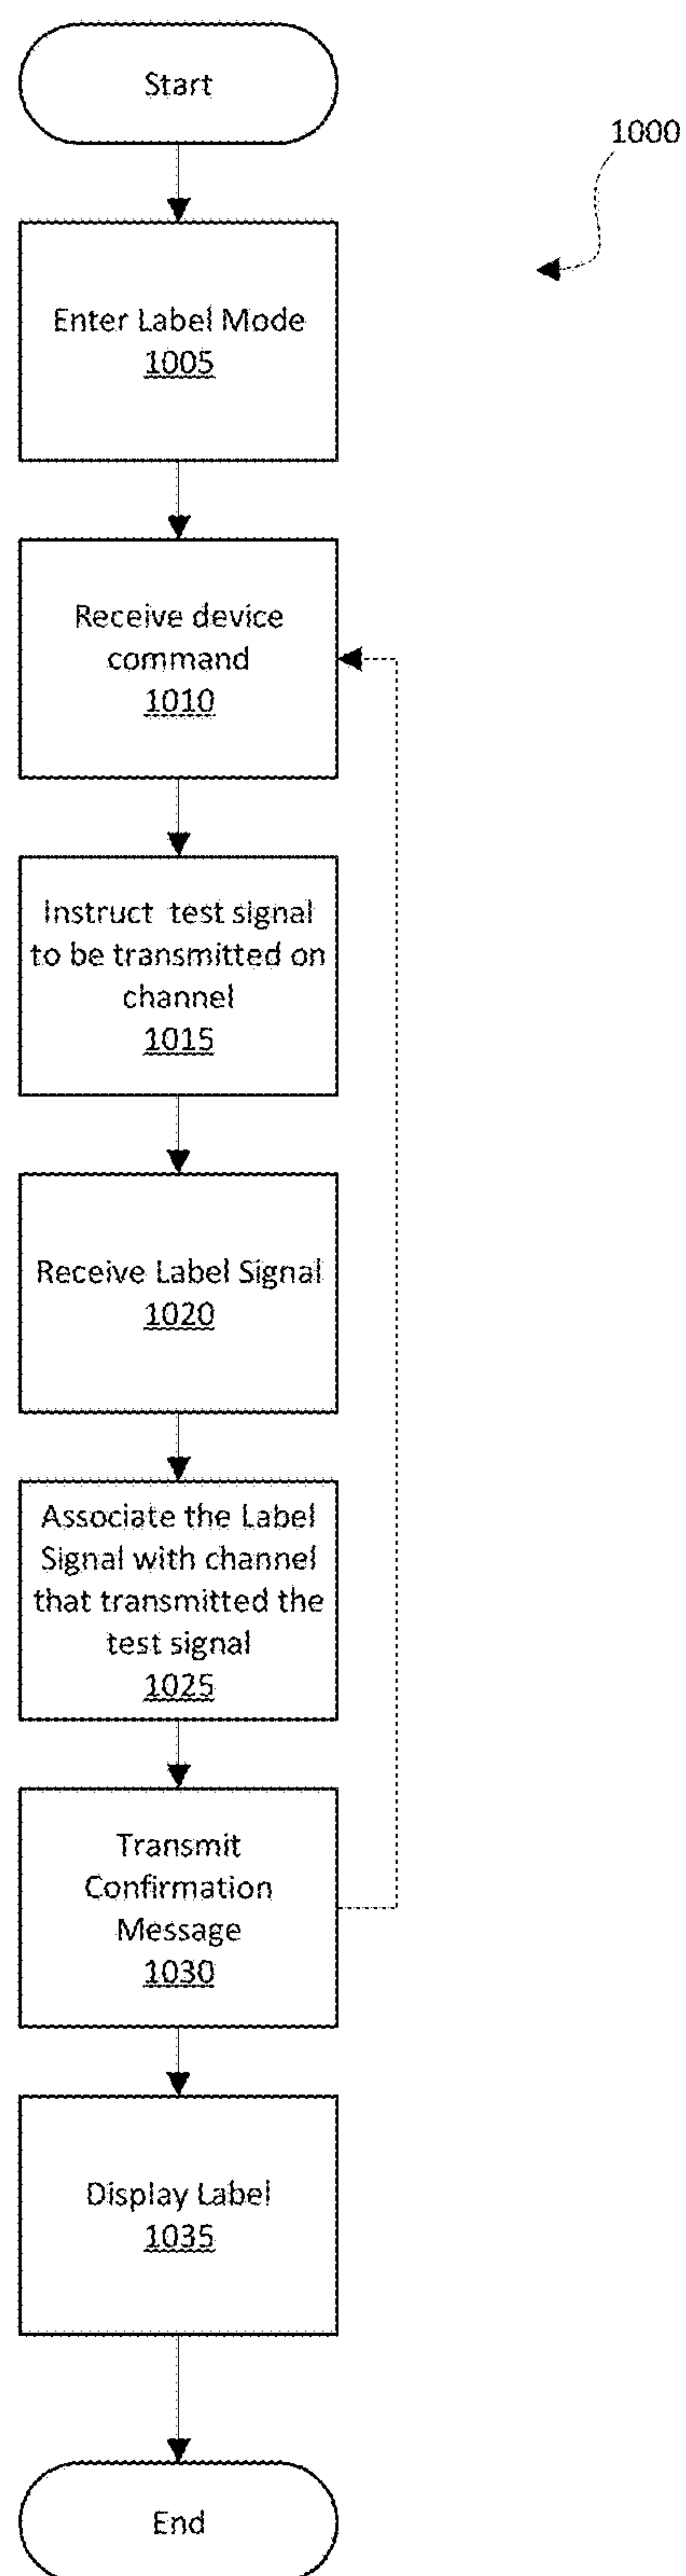 Start
1000
Enter Label Mode
1005
Receive device
command
1010
Instruct test signal
to be transmitted on
channel
1015
Receive Label Signal
1020
Associate the Label
Signal with channel
that transmitted the
test signal
1025
Transmit
Confirmation
Message
1030
Display Label
1035
End